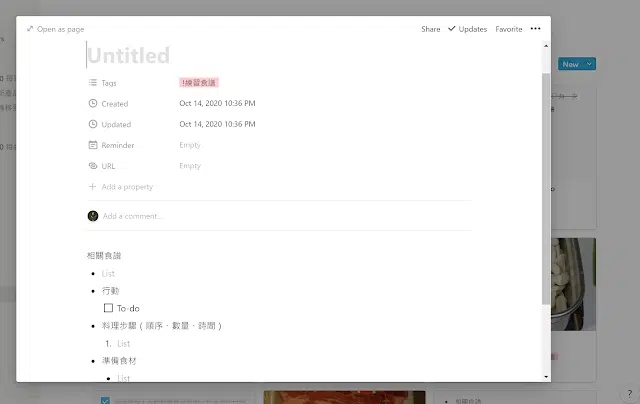 Open as page Share Updates Favorite •••
Untitled
New
Tags !練習食譜
Created Oct 14, 2020 10:36 PM
Updated Oct 14, 2020 10:36 PM
Reminder Empty
URL Empty
+ Add a property
Add a comment...
相關食譜
• List
• 行動
To-do
• 料理步驟(順序、數量、時間)
1. List
• 準備食材
• List
?